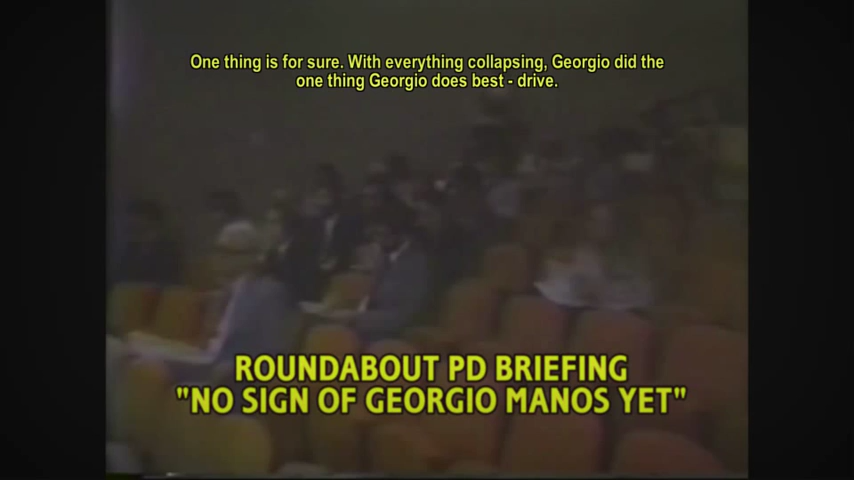 One thing is for sure. With everything collapsing, Georgio did the
one thing Georgio does best - drive.
ROUNDABOUT PD BRIEFING
"NO SIGN OF GEORGIO MANOS YET"